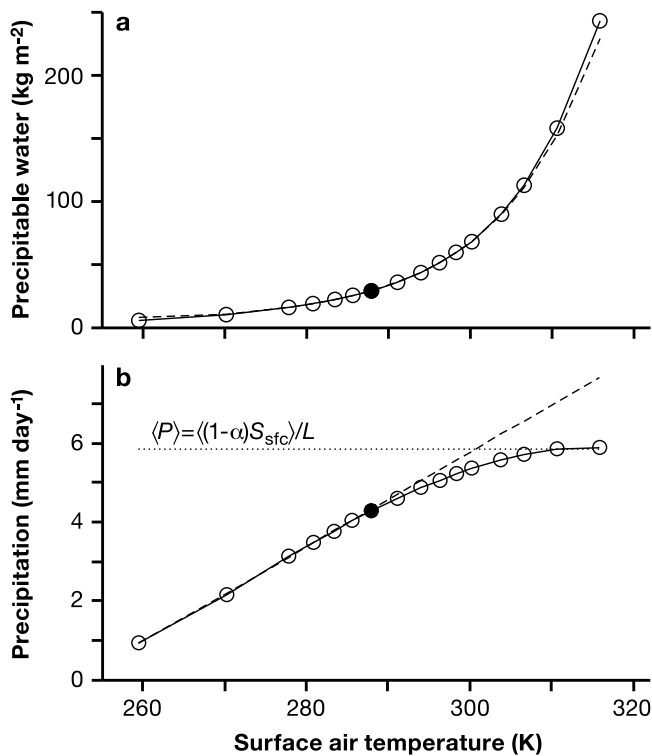 a
Precipitable water (kg m-2)
200
100
0
b
⟨P⟩=⟨(1-α)Ssfc⟩/L
Precipitation (mm day-1)
6
4
2
0
260
280
300
320
Surface air temperature (K)